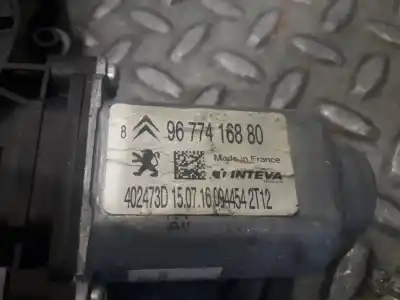 8 96 774 168 80
Made in France
INTEVA
402473D 15.07.16 094454 2T12